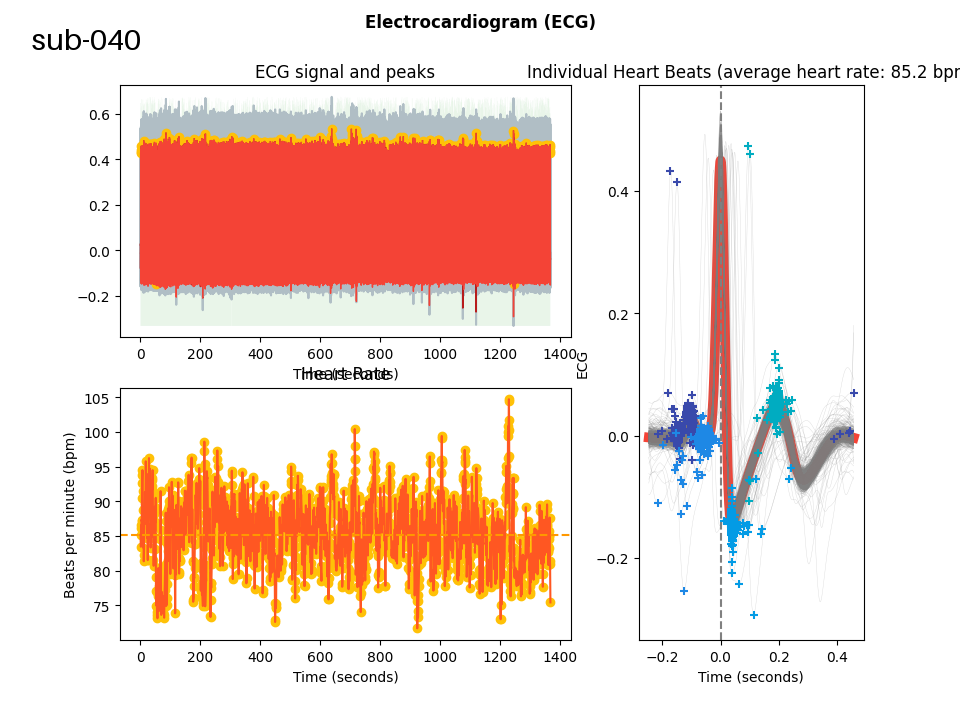 Electrocardiogram (ECG)
sub-040
ECG signal and peaks
Individual Heart Beats (average heart rate: 85.2 bpm
0.6
0.4
0.2
0.0
−0.2
0 200 400 600 800 1000 1200 1400
Time (seconds)
Heart Rate
105
100
95
90
85
80
75
Beats per minute (bpm)
0 200 400 600 800 1000 1200 1400
Time (seconds)
ECG
0.4
0.2
0.0
−0.2
−0.2 0.0 0.2 0.4
Time (seconds)